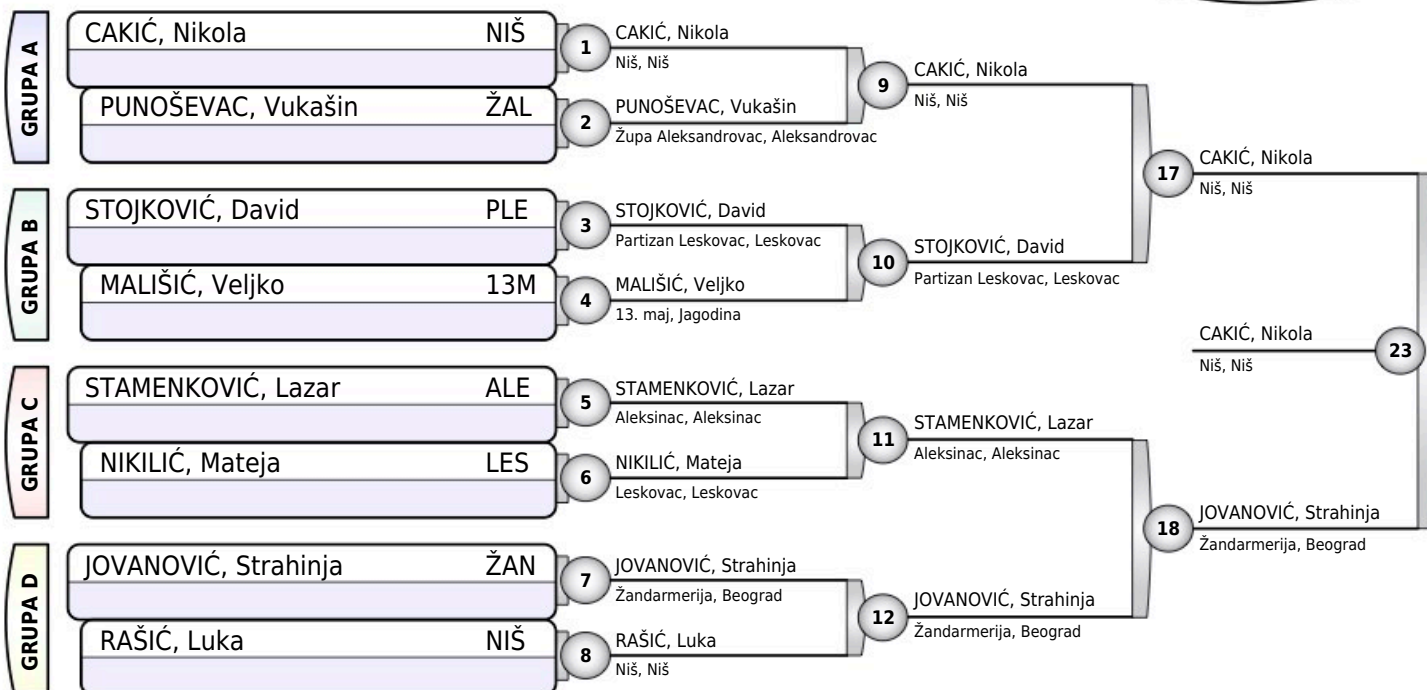 GRUPA A
CAKIĆ, Nikola NIŠ
PUNOŠEVAC, Vukašin ŽAL
GRUPA B
STOJKOVIĆ, David PLE
MALIŠIĆ, Veljko 13M
GRUPA C
STAMENKOVIĆ, Lazar ALE
NIKILIĆ, Mateja LES
GRUPA D
JOVANOVIĆ, Strahinja ŽAN
RAŠIĆ, Luka NIŠ
1
CAKIĆ, Nikola
Niš, Niš
2
PUNOŠEVAC, Vukašin
Župa Aleksandrovac, Aleksandrovac
3
STOJKOVIĆ, David
Partizan Leskovac, Leskovac
4
MALIŠIĆ, Veljko
13. maj, Jagodina
5
STAMENKOVIĆ, Lazar
Aleksinac, Aleksinac
6
NIKILIĆ, Mateja
Leskovac, Leskovac
7
JOVANOVIĆ, Strahinja
Žandarmerija, Beograd
8
RAŠIĆ, Luka
Niš, Niš
9
CAKIĆ, Nikola
Niš, Niš
10
STOJKOVIĆ, David
Partizan Leskovac, Leskovac
11
STAMENKOVIĆ, Lazar
Aleksinac, Aleksinac
12
JOVANOVIĆ, Strahinja
Žandarmerija, Beograd
17
CAKIĆ, Nikola
Niš, Niš
18
JOVANOVIĆ, Strahinja
Žandarmerija, Beograd
CAKIĆ, Nikola
Niš, Niš
23